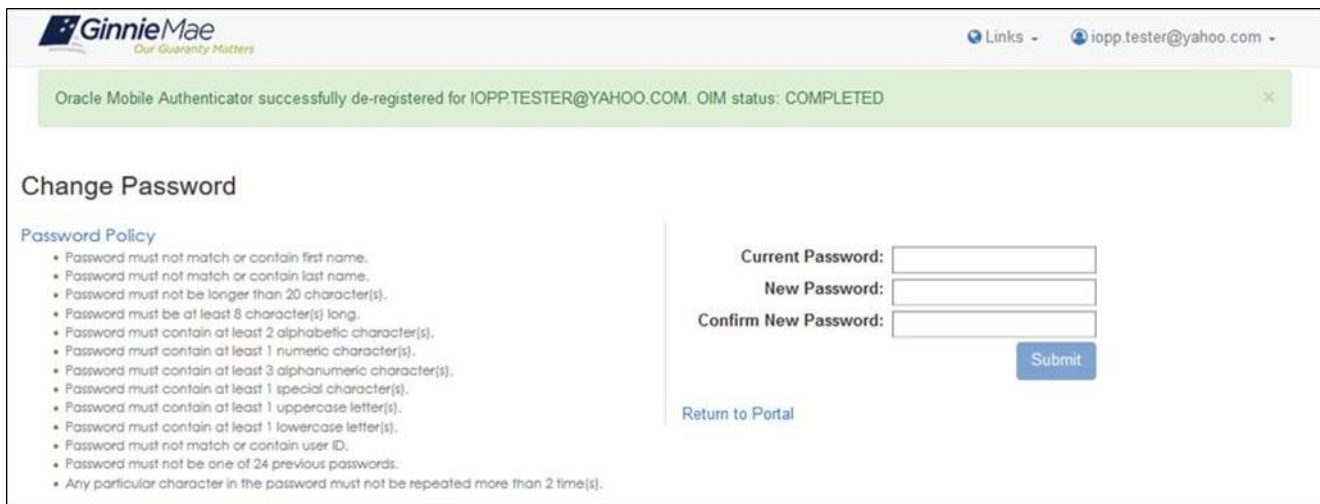 GinnieMae
Our Guaranty Matters
Links
iopp.tester@yahoo.com
Oracle Mobile Authenticator successfully de-registered for IOPP.TESTER@YAHOO.COM. OIM status: COMPLETED
×
Change Password
Password Policy
• Password must not match or contain first name.
• Password must not match or contain last name.
• Password must not be longer than 20 character(s).
• Password must be at least 8 character(s) long.
• Password must contain at least 2 alphabetic character(s).
• Password must contain at least 1 numeric character(s).
• Password must contain at least 3 alphanumeric character(s).
• Password must contain at least 1 special character(s).
• Password must contain at least 1 uppercase letter(s).
• Password must contain at least 1 lowercase letter(s).
• Password must not match or contain user ID.
• Password must not be one of 24 previous passwords.
• Any particular character in the password must not be repeated more than 2 time(s).
Current Password:
New Password:
Confirm New Password:
Submit
Return to Portal